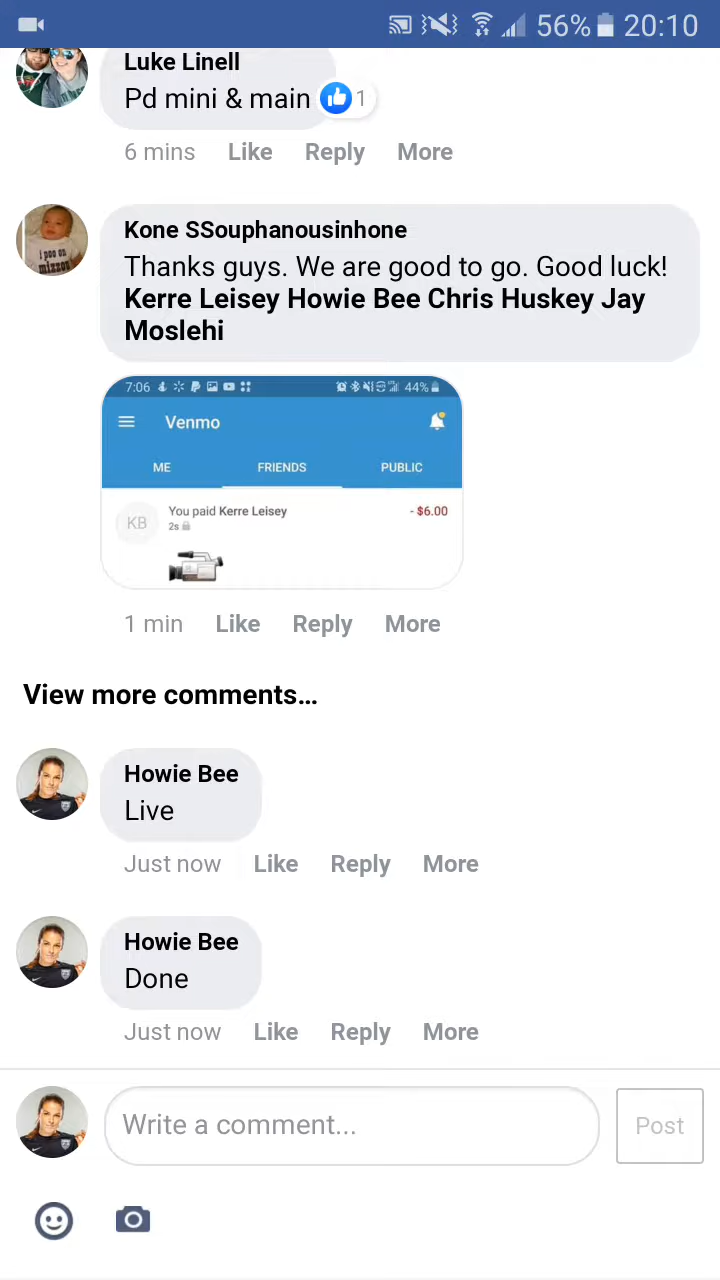 56% 20:10
Luke Linell
Pd mini & main 1
6 mins Like Reply More
i poo on
mizzou
Kone SSouphanousinhone
Thanks guys. We are good to go. Good luck!
Kerre Leisey Howie Bee Chris Huskey Jay
Moslehi
7:06 44%
Venmo
ME FRIENDS PUBLIC
KB
You paid Kerre Leisey - $6.00
2s
1 min Like Reply More
View more comments…
Howie Bee
Live
Just now Like Reply More
Howie Bee
Done
Just now Like Reply More
Write a comment... Post